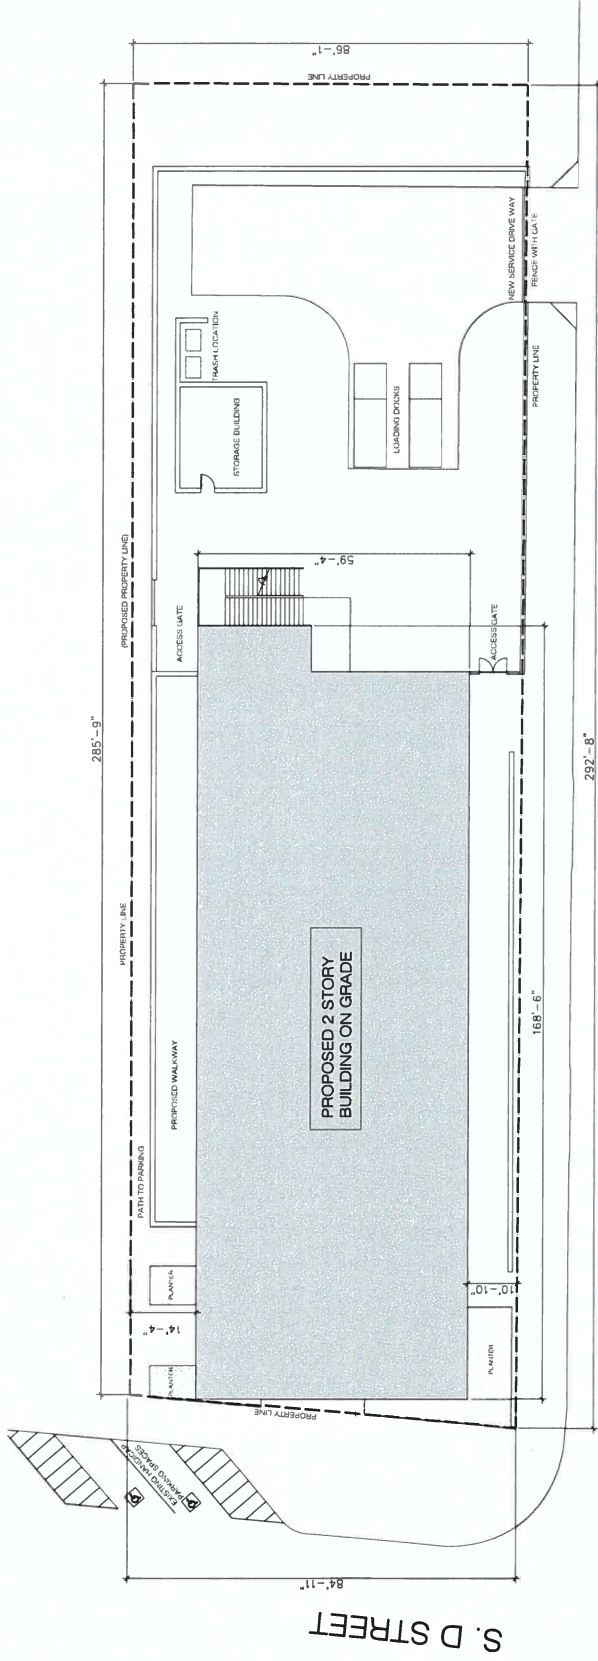 86'-1"
PROPERTY LINE
NEW SERVICE DRIVE WAY
FENCE WITH GATE
TRASH LOCATION
PROPERTY LINE
STORAGE BUILDING
LOADING DOCKS
(PROPOSED PROPERTY LINE)
59'-4"
ACCESS GATE
ACCESS GATE
285'-9"
292'-8"
PROPERTY LINE
PROPOSED 2 STORY
BUILDING ON GRADE
168'-6"
PROPOSED WALKWAY
PATH TO PARKING
PLANTER
10'-10"
14'-4"
PLANTER
PLANTER
PROPERTY LINE
EXISTING HANDICAP
PARKING SPACES
84'-11"
S. D STREET